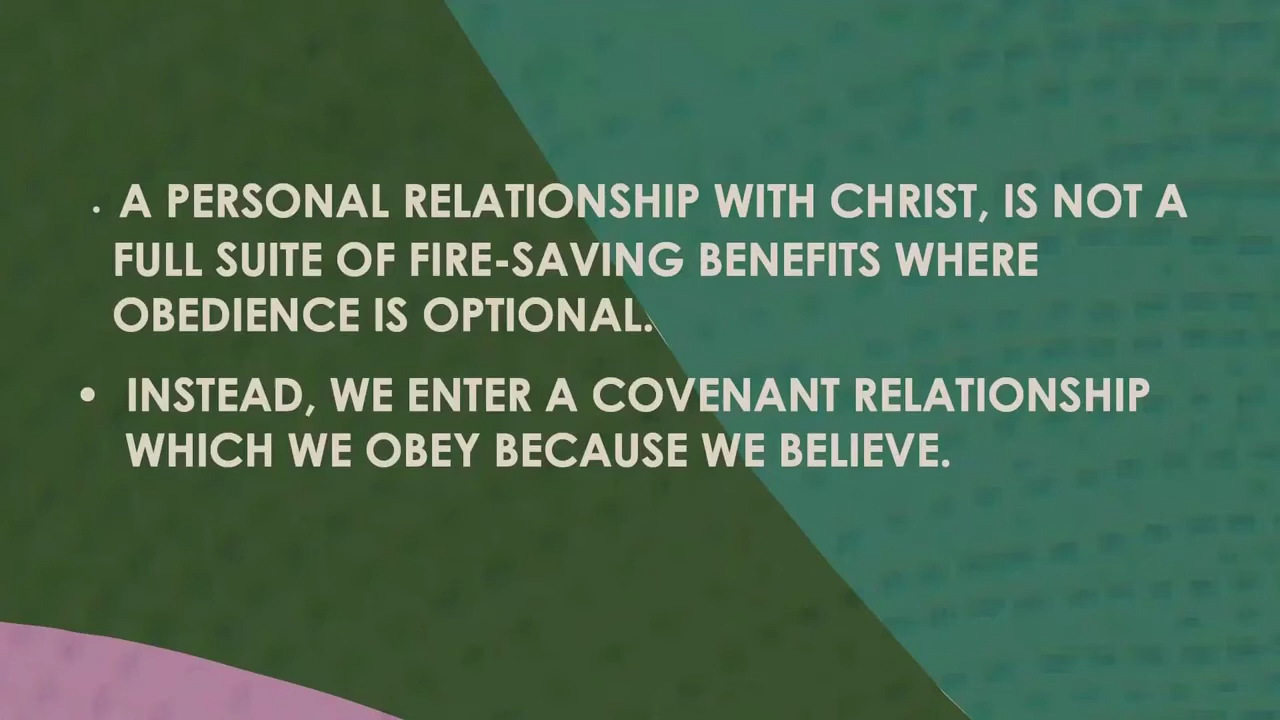 • A PERSONAL RELATIONSHIP WITH CHRIST, IS NOT A
FULL SUITE OF FIRE-SAVING BENEFITS WHERE
OBEDIENCE IS OPTIONAL.
• INSTEAD, WE ENTER A COVENANT RELATIONSHIP
WHICH WE OBEY BECAUSE WE BELIEVE.